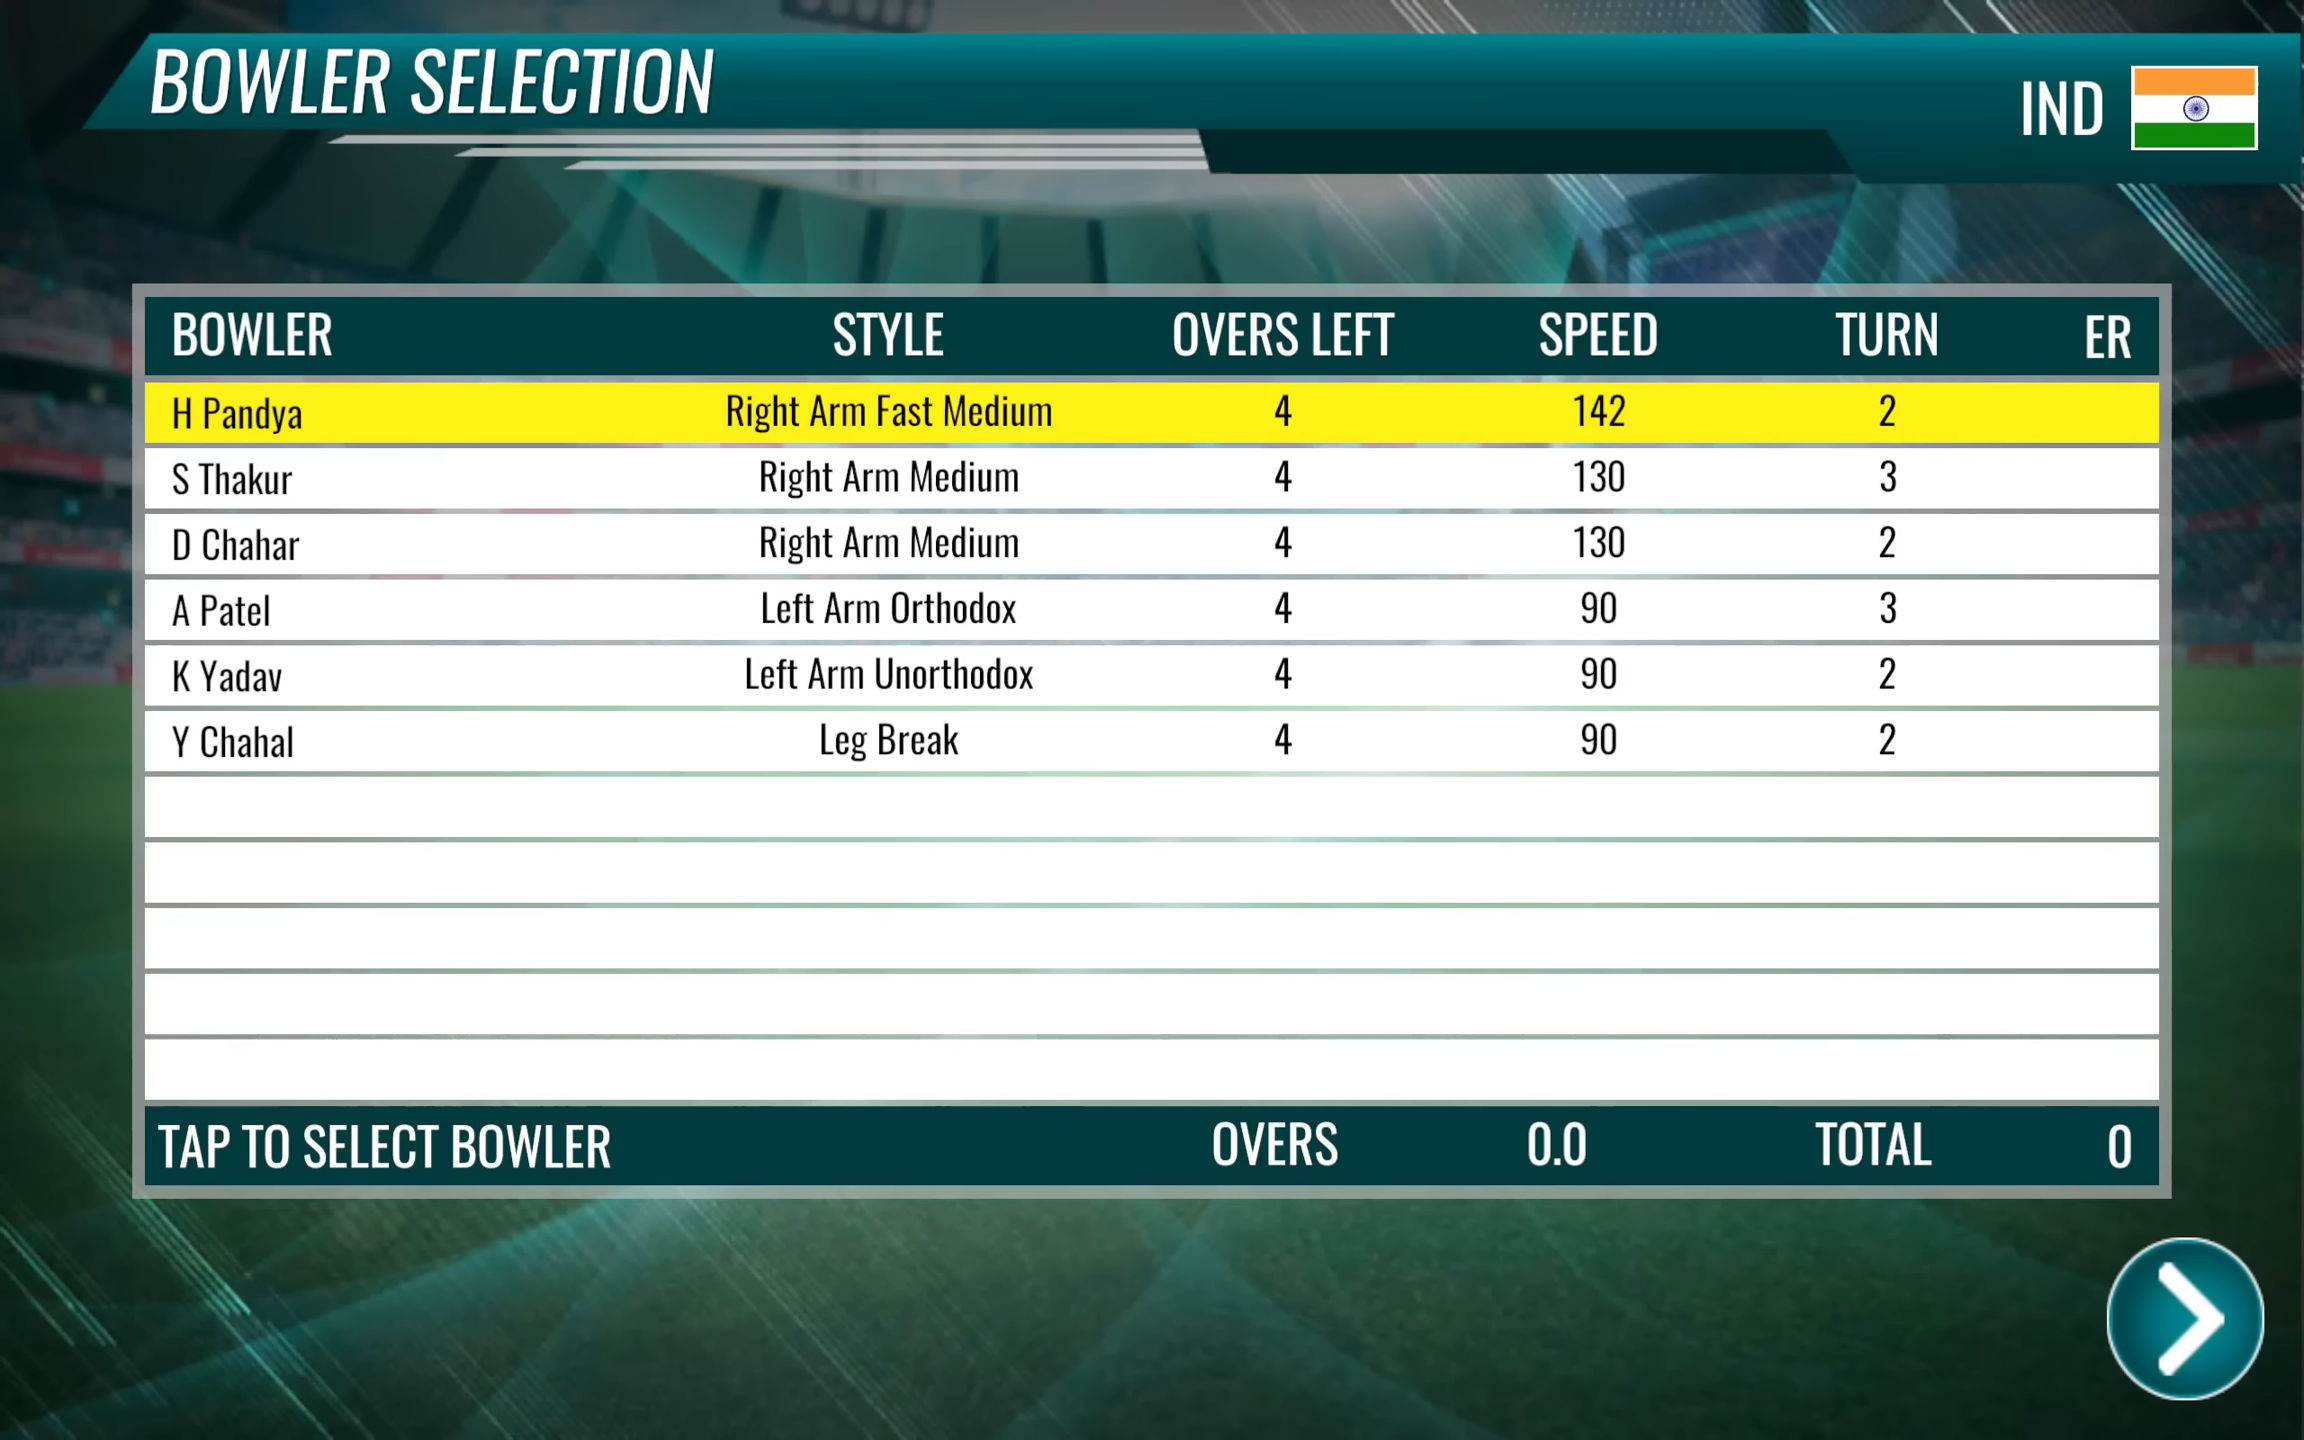 BOWLER SELECTION
IND
BOWLER STYLE OVERS LEFT SPEED TURN ER
H Pandya Right Arm Fast Medium 4 142 2
S Thakur Right Arm Medium 4 130 3
D Chahar Right Arm Medium 4 130 2
A Patel Left Arm Orthodox 4 90 3
K Yadav Left Arm Unorthodox 4 90 2
Y Chahal Leg Break 4 90 2
TAP TO SELECT BOWLER OVERS 0.0 TOTAL 0